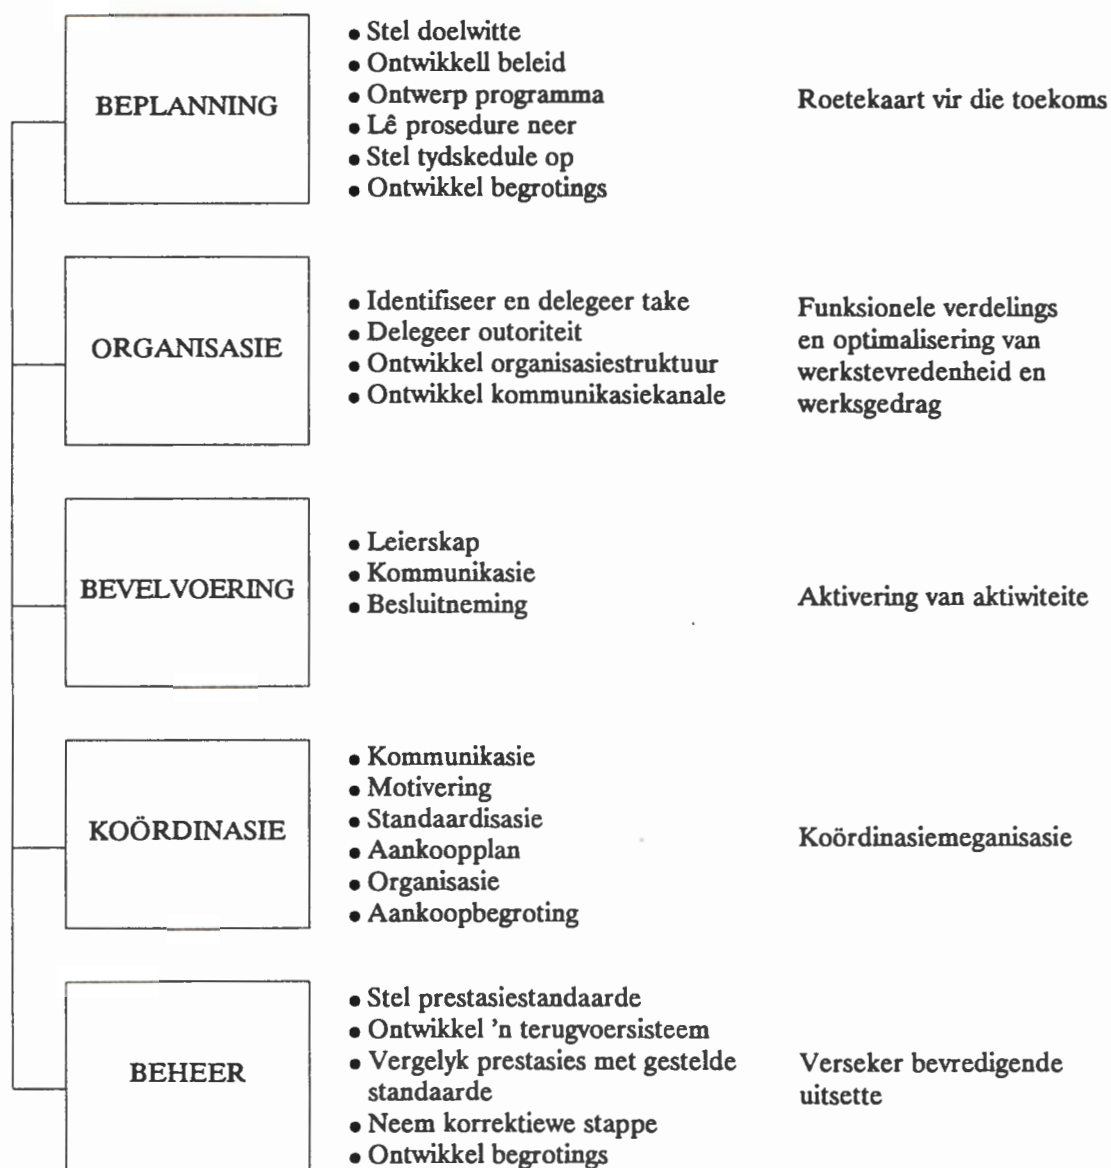 BEPLANNING
• Stel doelwitte
• Ontwikkell beleid
• Ontwerp programma
• Lê prosedure neer
• Stel tydskedule op
• Ontwikkel begrotings
Roetekaart vir die toekoms
ORGANISASIE
• Identifiseer en delegeer take
• Delegeer outoriteit
• Ontwikkel organisasiestruktuur
• Ontwikkel kommunikasiekanale
Funksionele verdelings
en optimalisering van
werkstevredenheid en
werksgedrag
BEVELVOERING
• Leierskap
• Kommunikasie
• Besluitneming
Aktivering van aktiwiteite
KOÖRDINASIE
• Kommunikasie
• Motivering
• Standaardisasie
• Aankoopplan
• Organisasie
• Aankoopbegroting
Koördinasiemeganisasie
BEHEER
• Stel prestasiestandaarde
• Ontwikkel 'n terugvoersisteem
• Vergelyk prestasies met gestelde
standaarde
• Neem korrektiewe stappe
• Ontwikkel begrotings
Verseker bevredigende
uitsette